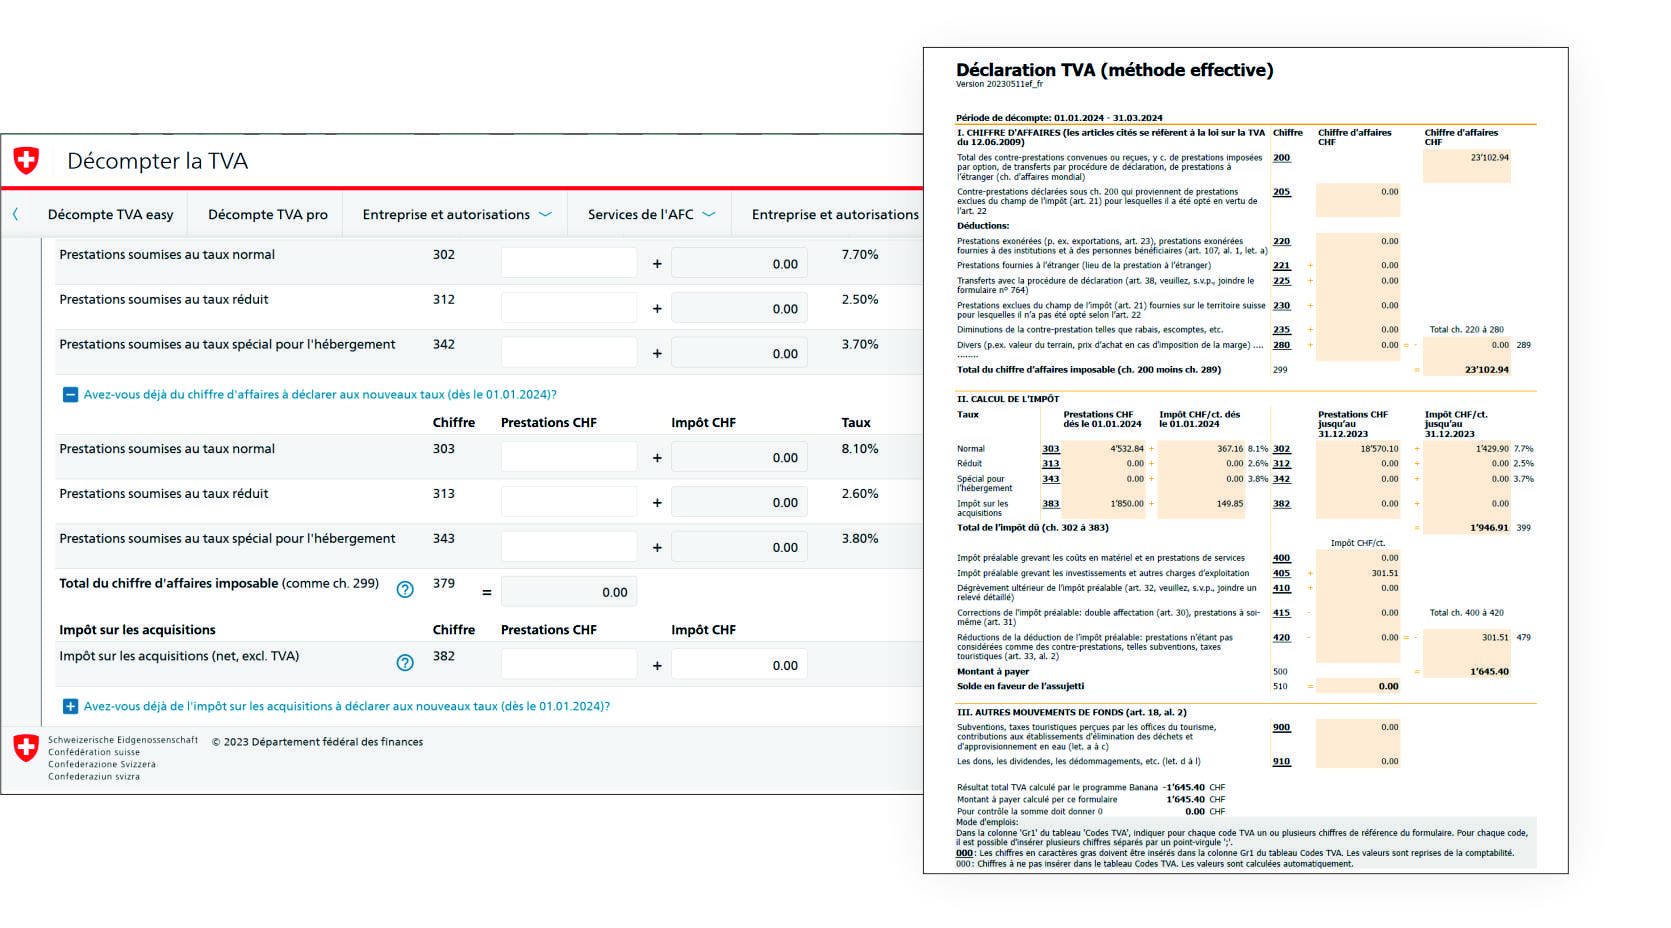 Décompter la TVA
Décompte TVA easy
Décompte TVA pro
Entreprise et autorisations
Services de l'AFC
Entreprise et autorisations
Prestations soumises au taux normal 302 + 0.00 7.70%
Prestations soumises au taux réduit 312 + 0.00 2.50%
Prestations soumises au taux spécial pour l'hébergement 342 + 0.00 3.70%
Avez-vous déjà du chiffre d'affaires à déclarer aux nouveaux taux (dès le 01.01.2024)?
Chiffre Prestations CHF Impôt CHF Taux
Prestations soumises au taux normal 303 + 0.00 8.10%
Prestations soumises au taux réduit 313 + 0.00 2.60%
Prestations soumises au taux spécial pour l'hébergement 343 + 0.00 3.80%
Total du chiffre d'affaires imposable (comme ch. 299) ? 379 = 0.00
Impôt sur les acquisitions Chiffre Prestations CHF Impôt CHF
Impôt sur les acquisitions (net, excl. TVA) ? 382 + 0.00
Avez-vous déjà de l'impôt sur les acquisitions à déclarer aux nouveaux taux (dès le 01.01.2024)?
Schweizerische Eidgenossenschaft © 2023 Département fédéral des finances
Confédération suisse
Confederazione Svizzera
Confederaziun svizra
Déclaration TVA (méthode effective)
Version 20230511ef_fr
Période de décompte: 01.01.2024 - 31.03.2024
I. CHIFFRE D'AFFAIRES (les articles cités se réfèrent à la loi sur la TVA Chiffre Chiffre d'affaires Chiffre d'affaires
du 12.06.2009) CHF CHF
Total des contre-prestations convenues ou reçues, y c. de prestations imposées 200 23'102.94
par option, de transferts par procédure de déclaration, de prestations à
l'étranger (ch. d'affaires mondial)
Contre-prestations déclarées sous ch. 200 qui proviennent de prestations 205 0.00
exclues du champ de l'impôt (art. 21) pour lesquelles il a été opté en vertu de
l'art. 22
Déductions:
Prestations exonérées (p. ex. exportations, art. 23), prestations exonérées 220 0.00
fournies à des institutions et à des personnes bénéficiaires (art. 107, al. 1, let. a)
Prestations fournies à l'étranger (lieu de la prestation à l'étranger) 221 + 0.00
Transferts avec la procédure de déclaration (art. 38, veuillez, s.v.p., joindre le 225 + 0.00
formulaire n° 764)
Prestations exclues du champ de l'impôt (art. 21) fournies sur le territoire suisse 230 + 0.00
pour lesquelles il n'a pas été opté selon l'art. 22
Diminutions de la contre-prestation telles que rabais, escomptes, etc. 235 + 0.00 Total ch. 220 à 280
Divers (p.ex. valeur du terrain, prix d'achat en cas d'imposition de la marge) .... 280 + 0.00 = - 0.00 289
........
Total du chiffre d'affaires imposable (ch. 200 moins ch. 289) 299 = 23'102.94
II. CALCUL DE L'IMPÔT
Taux Prestations CHF Impôt CHF/ct. dés Prestations CHF Impôt CHF/ct.
dés le 01.01.2024 le 01.01.2024 jusqu'au jusqu'au
31.12.2023 31.12.2023
Normal 303 4'532.84 + 367.16 8.1% 302 18'570.10 + 1'429.90 7.7%
Réduit 313 0.00 + 0.00 2.6% 312 0.00 + 0.00 2.5%
Spécial pour 343 0.00 + 0.00 3.8% 342 0.00 + 0.00 3.7%
l'hébergement
Impôt sur les 383 1'850.00 + 149.85 382 0.00 + 0.00
acquisitions
Total de l'impôt dû (ch. 302 à 383) = 1'946.91 399
Impôt CHF/ct.
Impôt préalable grevant les coûts en matériel et en prestations de services 400 0.00
Impôt préalable grevant les investissements et autres charges d'exploitation 405 + 301.51
Dégrèvement ultérieur de l'impôt préalable (art. 32, veuillez, s.v.p., joindre un 410 + 0.00
relevé détaillé)
Corrections de l'impôt préalable: double affectation (art. 30), prestations à soi- 415 - 0.00 Total ch. 400 à 420
même (art. 31)
Réductions de la déduction de l'impôt préalable: prestations n'étant pas 420 - 0.00 = - 301.51 479
considérées comme des contre-prestations, telles subventions, taxes
touristiques (art. 33, al. 2)
Montant à payer 500 = 1'645.40
Solde en faveur de l'assujetti 510 = 0.00
III. AUTRES MOUVEMENTS DE FONDS (art. 18, al. 2)
Subventions, taxes touristiques perçues par les offices du tourisme, 900 0.00
contributions aux établissements d'élimination des déchets et
d'approvisionnement en eau (let. a à c)
Les dons, les dividendes, les dédommagements, etc. (let. d à l) 910 0.00
Résultat total TVA calculé par le programme Banana -1'645.40 CHF
Montant à payer calculé per ce formulaire 1'645.40 CHF
Pour contrôle la somme doit donner 0 0.00 CHF
Mode d'emplois:
Dans la colonne 'Gr1' du tableau 'Codes TVA', indiquer pour chaque code TVA un ou plusieurs chiffres de référence du formulaire. Pour chaque code,
il est possible d'insérer plusieurs chiffres séparés par un point-virgule ';'.
000: Les chiffres en caractères gras doivent être insérés dans la colonne Gr1 du tableau Codes TVA. Les valeurs sont reprises de la comptabilité.
000: Chiffres à ne pas insérer dans le tableau Codes TVA. Les valeurs sont calculées automatiquement.